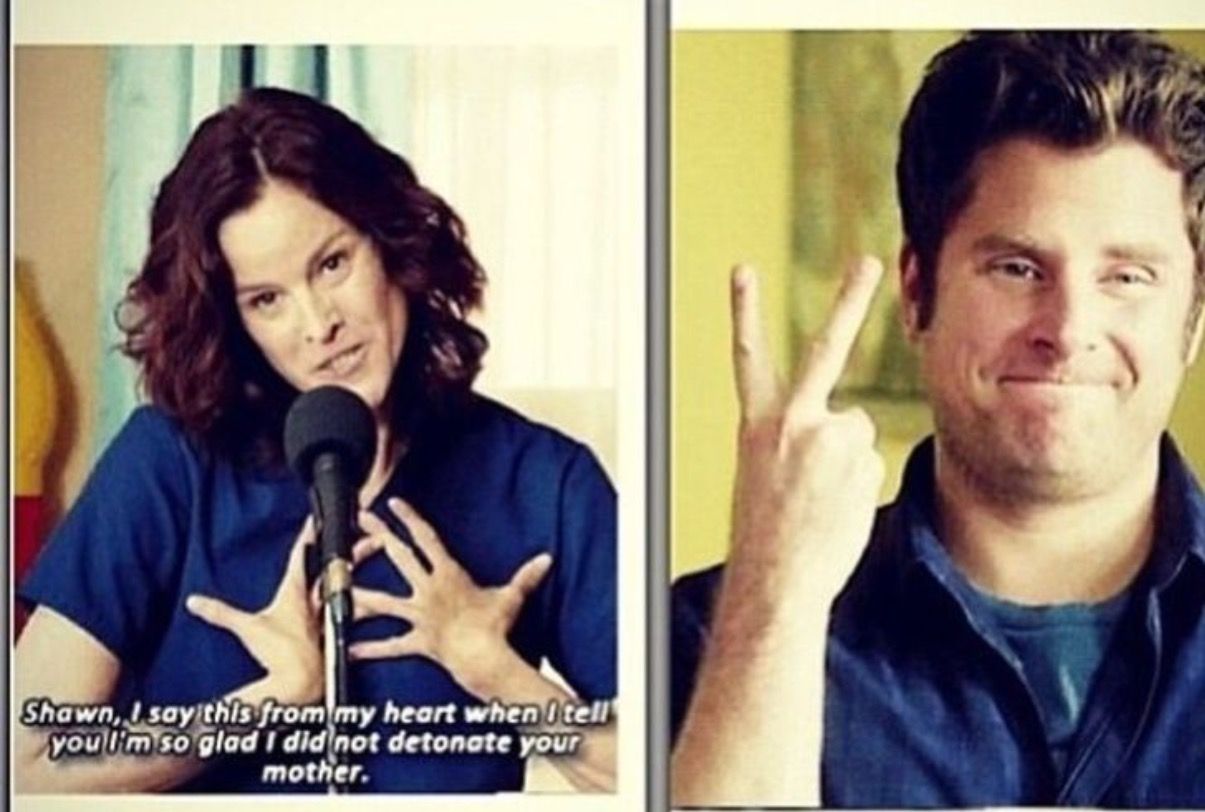 Shawn, I say this from my heart when I tell
you I'm so glad I did not detonate your
mother.